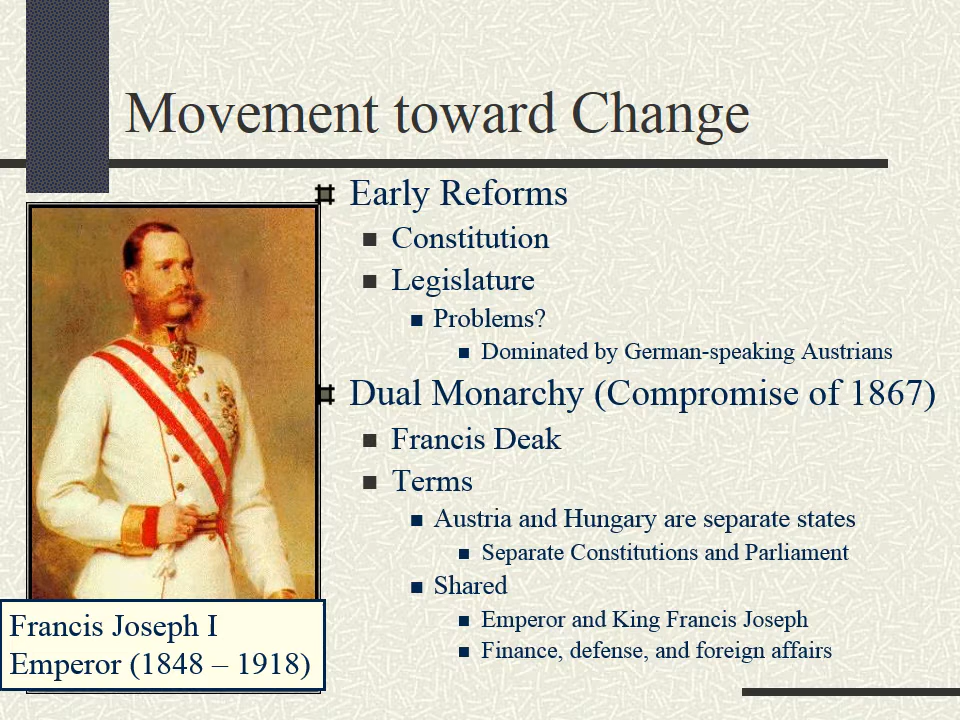 Movement toward Change
Early Reforms
Constitution
Legislature
Problems?
Dominated by German-speaking Austrians
Dual Monarchy (Compromise of 1867)
Francis Deak
Terms
Austria and Hungary are separate states
Separate Constitutions and Parliament
Shared
Emperor and King Francis Joseph
Finance, defense, and foreign affairs
Francis Joseph I
Emperor (1848 – 1918)